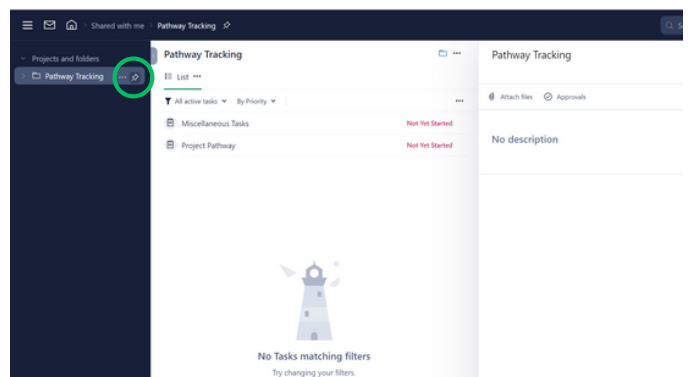 Shared with me Pathway Tracking
Projects and folders
Pathway Tracking
Pathway Tracking
List
All active tasks By Priority
Miscellaneous Tasks Not Yet Started
Project Pathway Not Yet Started
No Tasks matching filters
Try changing your filters.
Pathway Tracking
Attach files Approvals
No description